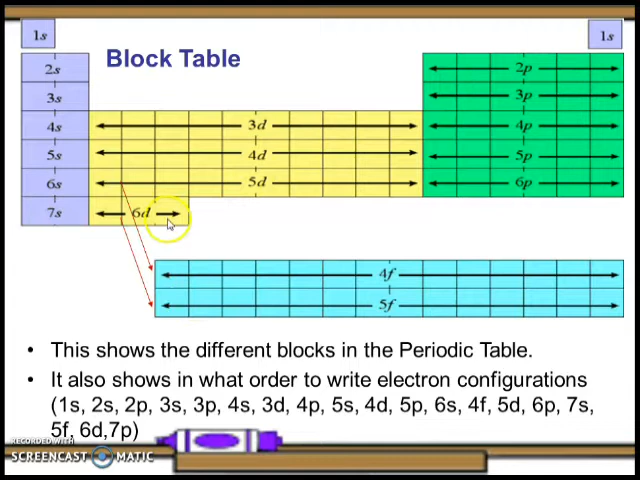 1s
1s
Block Table
2s
2p
3s
3p
4s
3d
4p
5s
4d
5p
6s
5d
6p
7s
6d
4f
5f
• This shows the different blocks in the Periodic Table.
• It also shows in what order to write electron configurations
(1s, 2s, 2p, 3s, 3p, 4s, 3d, 4p, 5s, 4d, 5p, 6s, 4f, 5d, 6p, 7s,
5f, 6d,7p)
RECORDED WITH
SCREENCAST MATIC